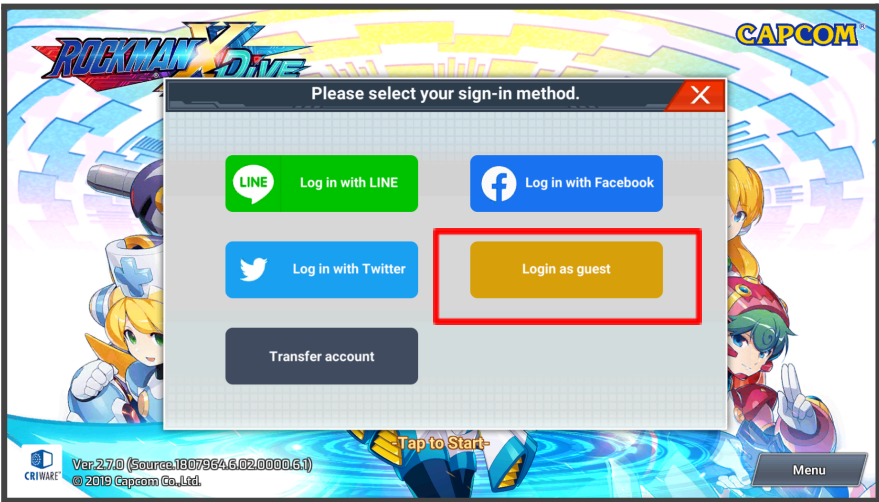 ROCKMAN X
DiVE
CAPCOM®
Please select your sign-in method.
X
LINE
Log in with LINE
f
Log in with Facebook
Log in with Twitter
Login as guest
Transfer account
-Tap to Start-
CRIWARE™
Ver.2.7.0 (Source.1807964.6.02.0000.6.1)
© 2019 Capcom Co.,Ltd.
Menu